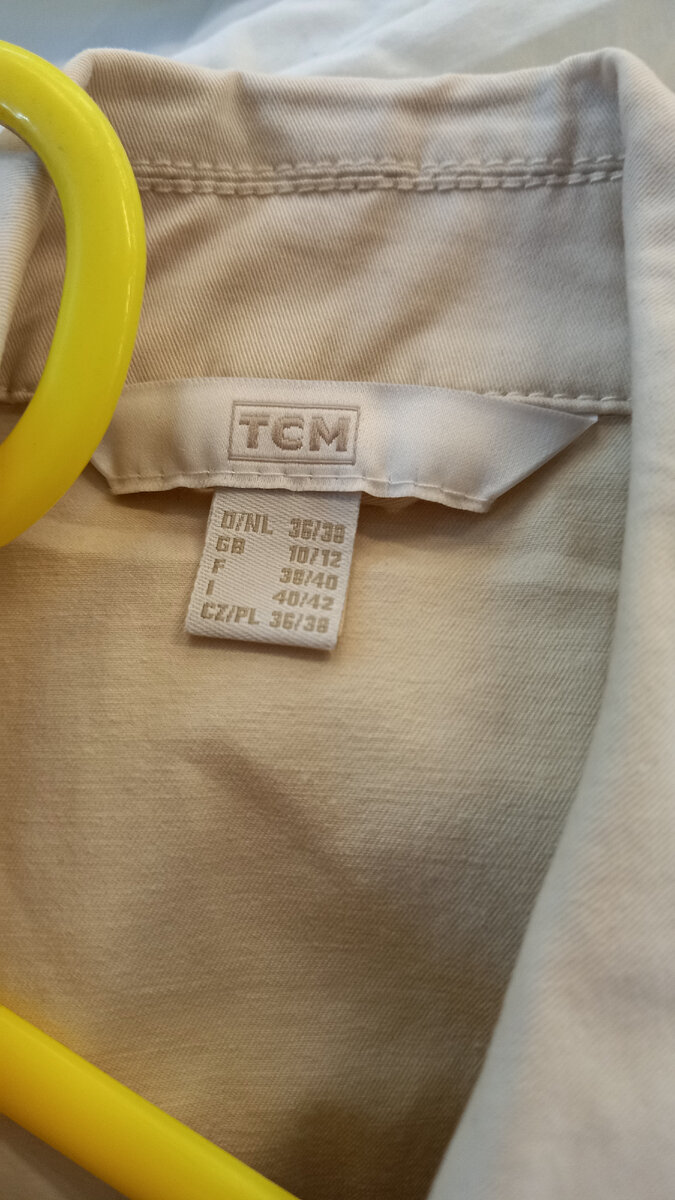 TCM
D/NL 36/38
GB 10/12
F 38/40
I 40/42
CZ/PL 36/38